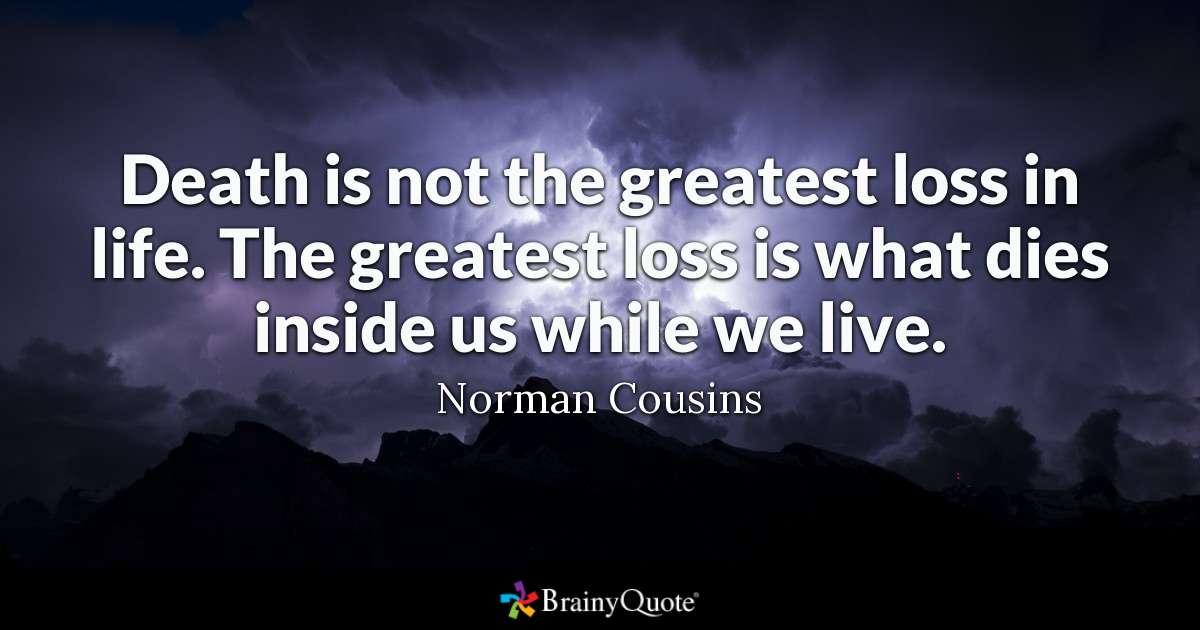 Death is not the greatest loss in
life. The greatest loss is what dies
inside us while we live.
Norman Cousins
BrainyQuote®